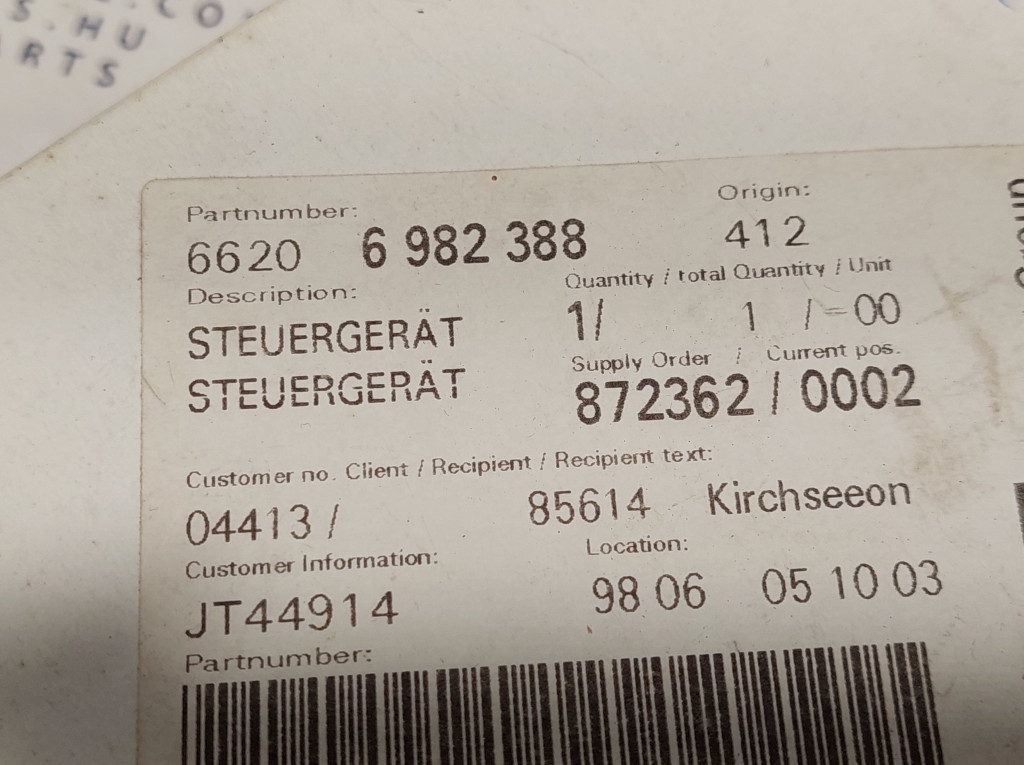 S.HU
RTS
Partnumber:
6620 6 982 388
Origin:
412
Description:
STEUERGERÄT
STEUERGERÄT
Quantity / total Quantity / Unit
1/ 1 /-00
Supply Order / Current pos.
872362 / 0002
Customer no. Client / Recipient / Recipient text:
04413 / 85614 Kirchseeon
Customer Information:
JT44914
Location:
98 06 05 10 03
Partnumber: